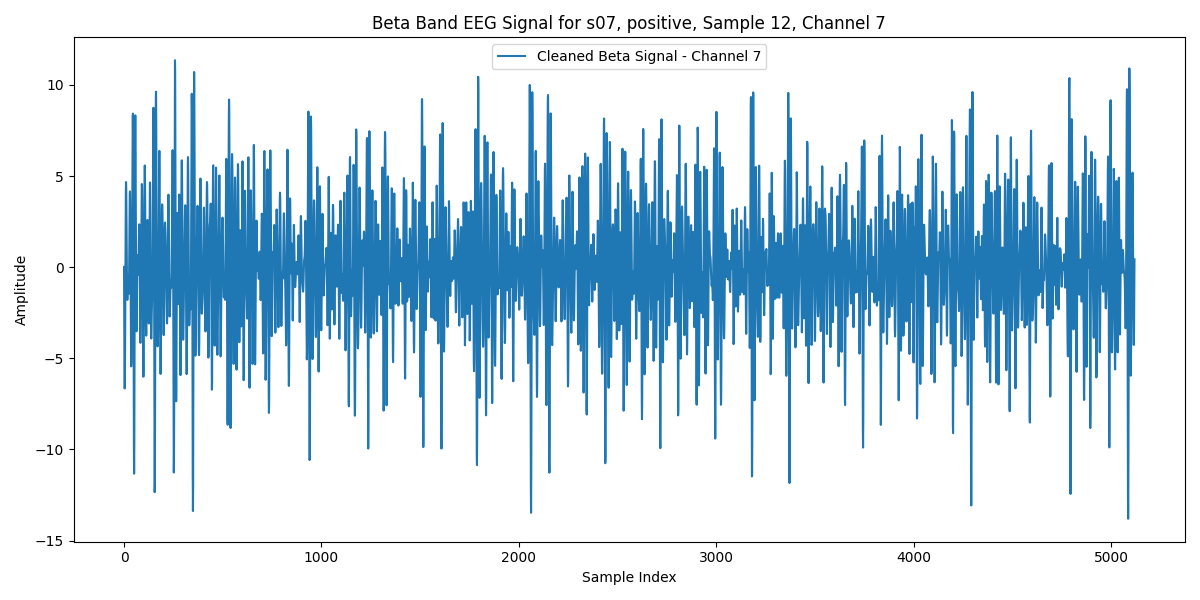 Beta Band EEG Signal for s07, positive, Sample 12, Channel 7
Cleaned Beta Signal - Channel 7
Amplitude
10
5
0
−5
−10
−15
0 1000 2000 3000 4000 5000
Sample Index